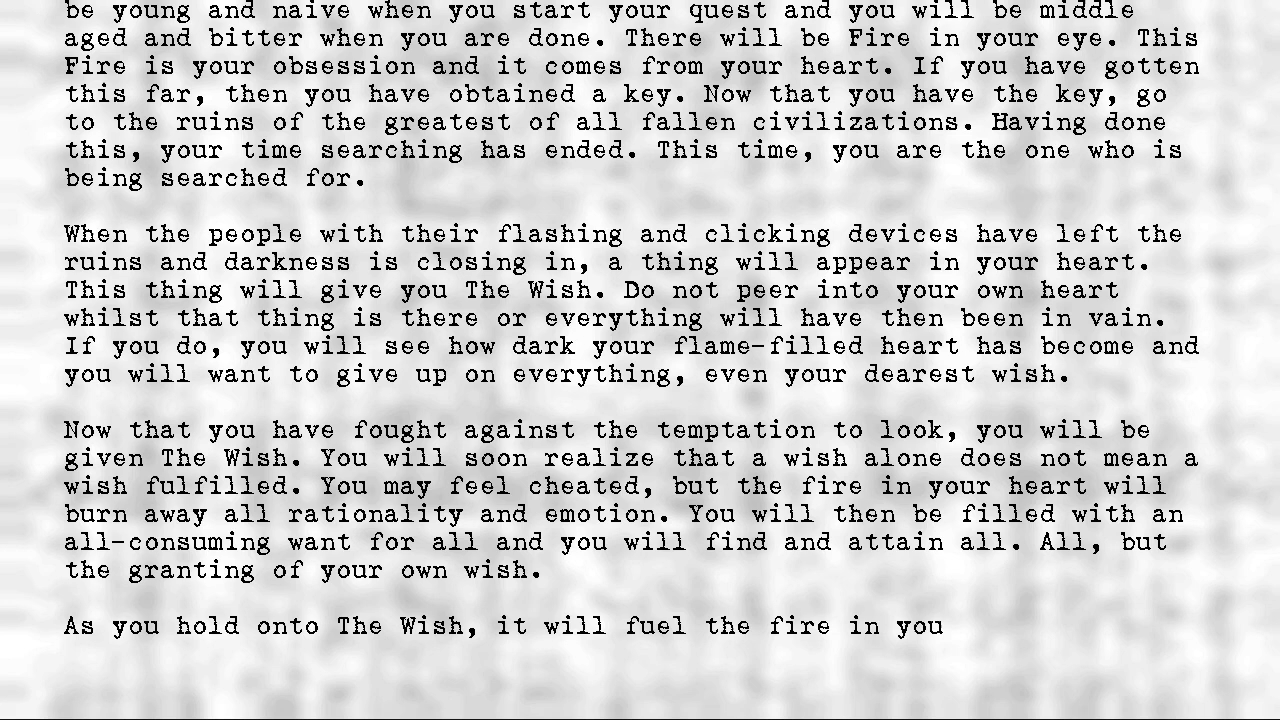 be young and naive when you start your quest and you will be middle
aged and bitter when you are done. There will be Fire in your eye. This
Fire is your obsession and it comes from your heart. If you have gotten
this far, then you have obtained a key. Now that you have the key, go
to the ruins of the greatest of all fallen civilizations. Having done
this, your time searching has ended. This time, you are the one who is
being searched for.

When the people with their flashing and clicking devices have left the
ruins and darkness is closing in, a thing will appear in your heart.
This thing will give you The Wish. Do not peer into your own heart
whilst that thing is there or everything will have then been in vain.
If you do, you will see how dark your flame-filled heart has become and
you will want to give up on everything, even your dearest wish.

Now that you have fought against the temptation to look, you will be
given The Wish. You will soon realize that a wish alone does not mean a
wish fulfilled. You may feel cheated, but the fire in your heart will
burn away all rationality and emotion. You will then be filled with an
all-consuming want for all and you will find and attain all. All, but
the granting of your own wish.

As you hold onto The Wish, it will fuel the fire in you